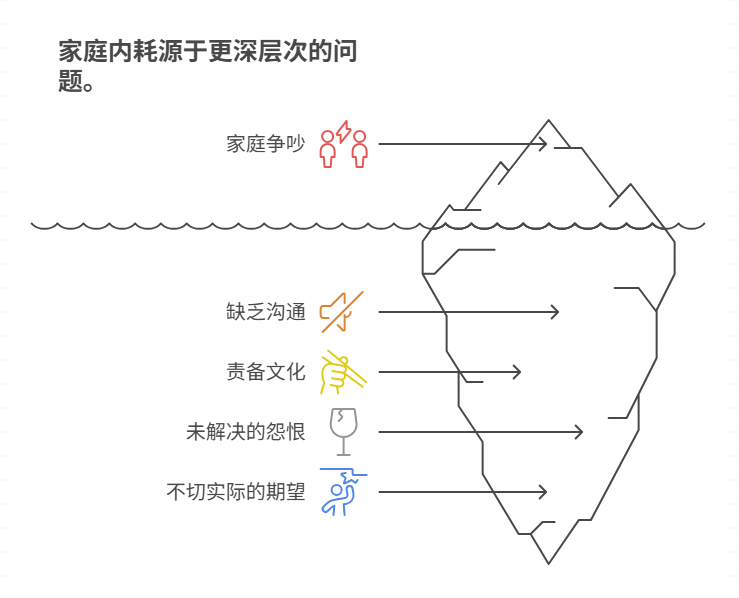 家庭内耗源于更深层次的问
题。
家庭争吵
缺乏沟通
责备文化
未解决的怨恨
不切实际的期望